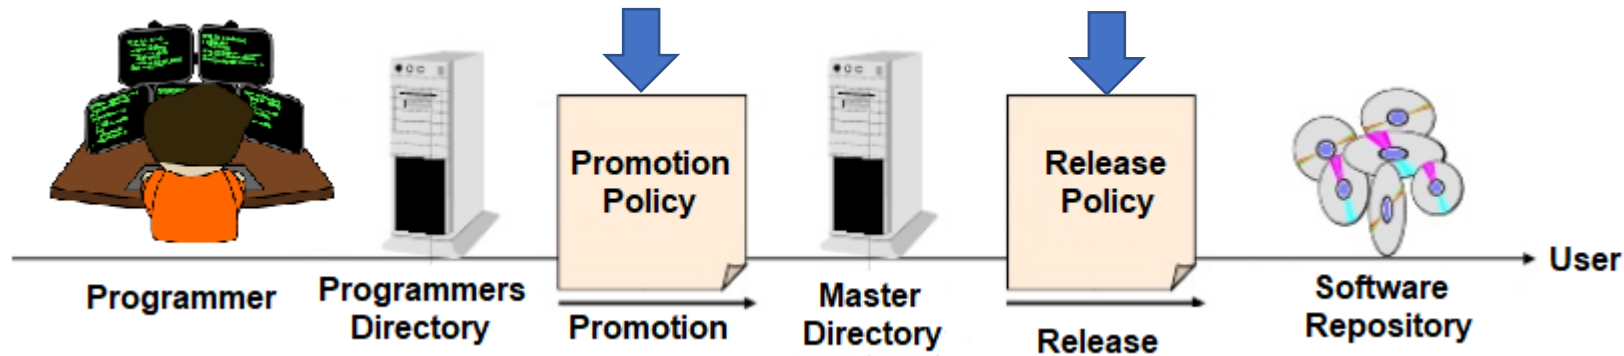 Promotion
Policy
Release
Policy
User
Programmer
Programmers
Directory
Promotion
Master
Directory
Release
Software
Repository